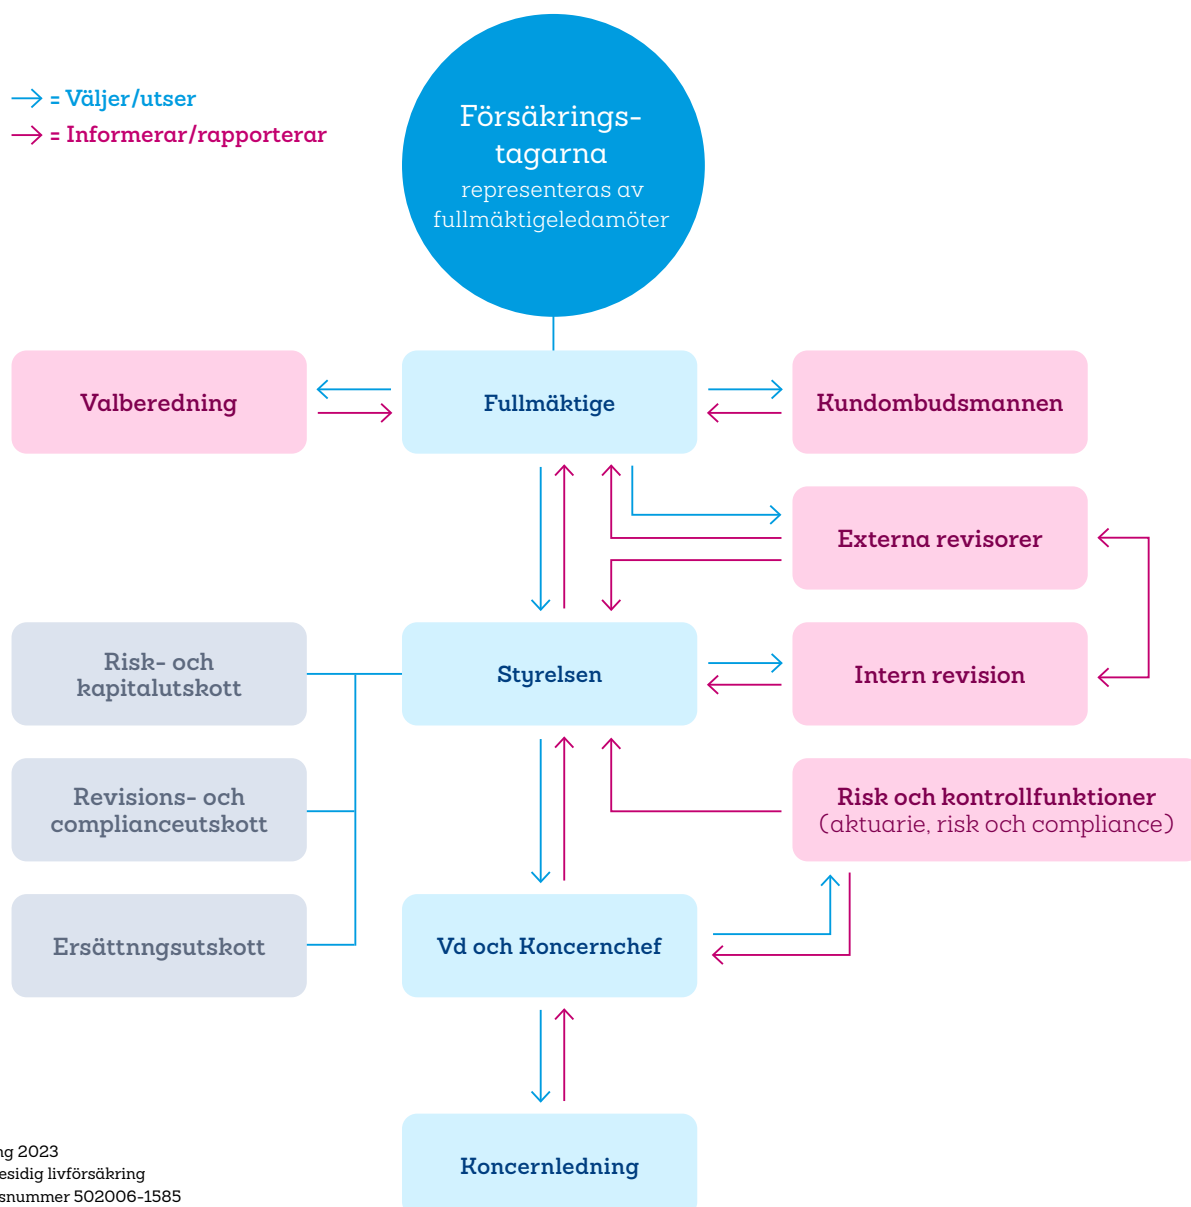 = Väljer/utser
= Informerar/rapporterar
Försäkrings-
tagarna
representeras av
fullmäktigeledamöter
Valberedning
Fullmäktige
Kundombudsmannen
Externa revisorer
Risk- och
kapitalutskott
Styrelsen
Intern revision
Revisions- och
complianceutskott
Risk och kontrollfunktioner
(aktuarie, risk och compliance)
Ersättnngsutskott
Vd och Koncernchef
Koncernledning
ng 2023
esidig livförsäkring
snummer 502006-1585